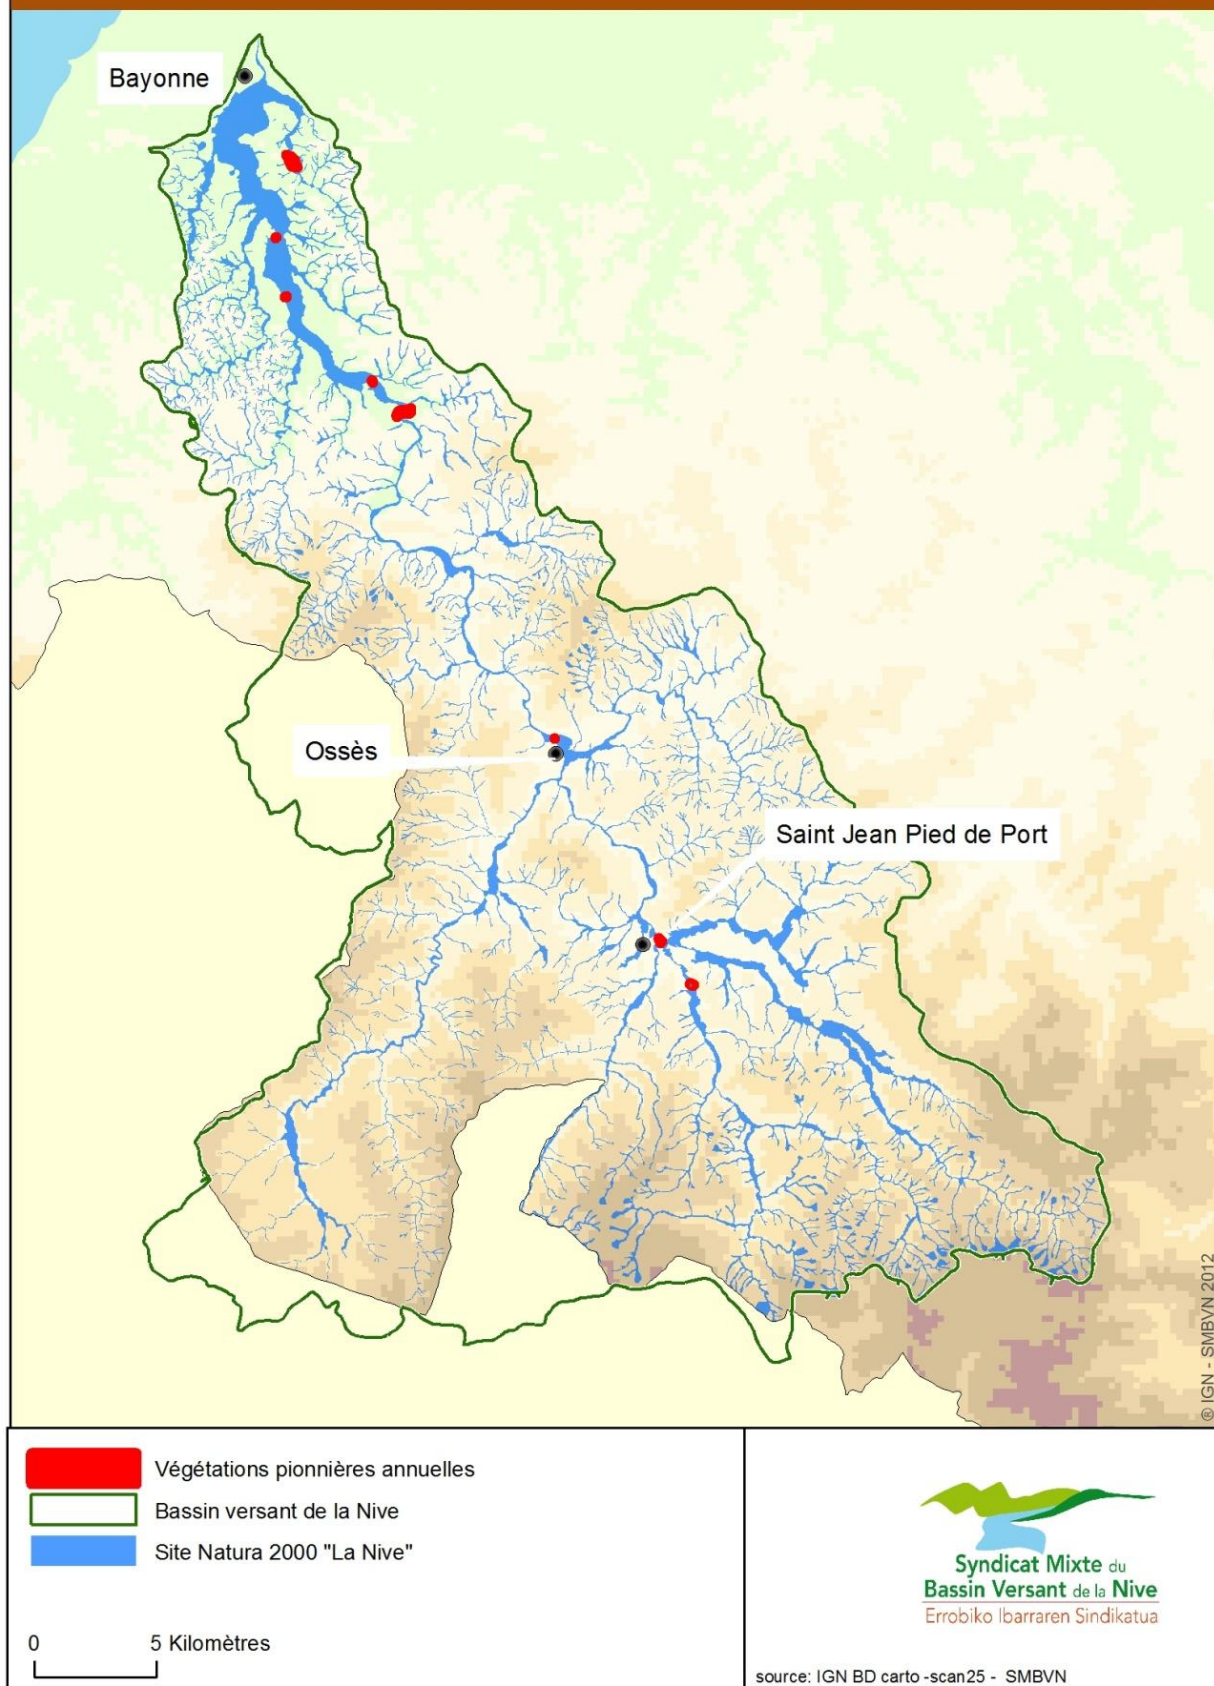 Bayonne
Ossès
Saint Jean Pied de Port
® IGN - SMBVN 2012
Végétations pionnières annuelles
Bassin versant de la Nive
Site Natura 2000 "La Nive"
0 5 Kilomètres
Syndicat Mixte du
Bassin Versant de la Nive
Errobiko Ibarraren Sindikatua
source: IGN BD carto -scan25 - SMBVN